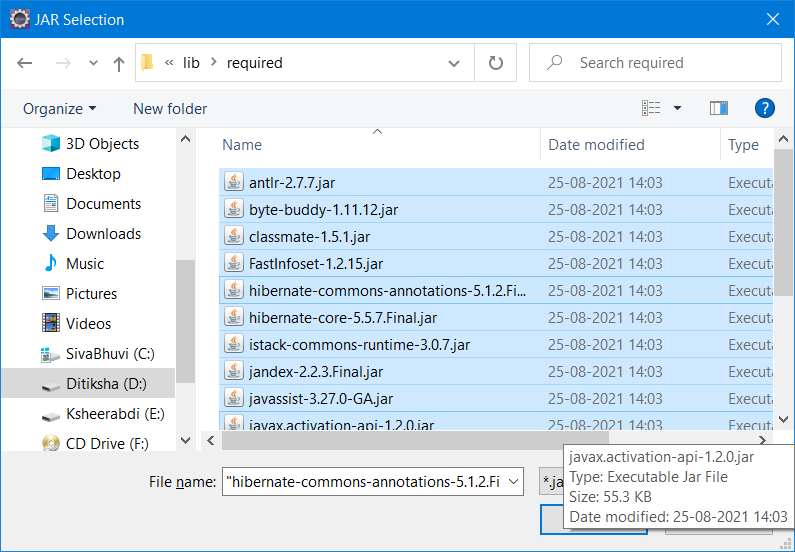 JAR Selection
« lib > required
Search required
Organize
New folder
?
Name
Date modified
Type
3D Objects
Desktop
Documents
Downloads
Music
Pictures
Videos
SivaBhuvi (C:)
Ditiksha (D:)
Ksheerabdi (E:)
CD Drive (F:)
antlr-2.7.7.jar 25-08-2021 14:03 Executa
byte-buddy-1.11.12.jar 25-08-2021 14:03 Executa
classmate-1.5.1.jar 25-08-2021 14:03 Executa
FastInfoset-1.2.15.jar 25-08-2021 14:03 Executa
hibernate-commons-annotations-5.1.2.Fi... 25-08-2021 14:03 Executa
hibernate-core-5.5.7.Final.jar 25-08-2021 14:03 Executa
istack-commons-runtime-3.0.7.jar 25-08-2021 14:03 Executa
jandex-2.2.3.Final.jar 25-08-2021 14:03 Executa
javassist-3.27.0-GA.jar 25-08-2021 14:03 Executa
javax.activation-api-1.2.0.jar 25-08-2021 14:03 Executa
File name: "hibernate-commons-annotations-5.1.2.Fi
*.ja
javax.activation-api-1.2.0.jar
Type: Executable Jar File
Size: 55.3 KB
Date modified: 25-08-2021 14:03